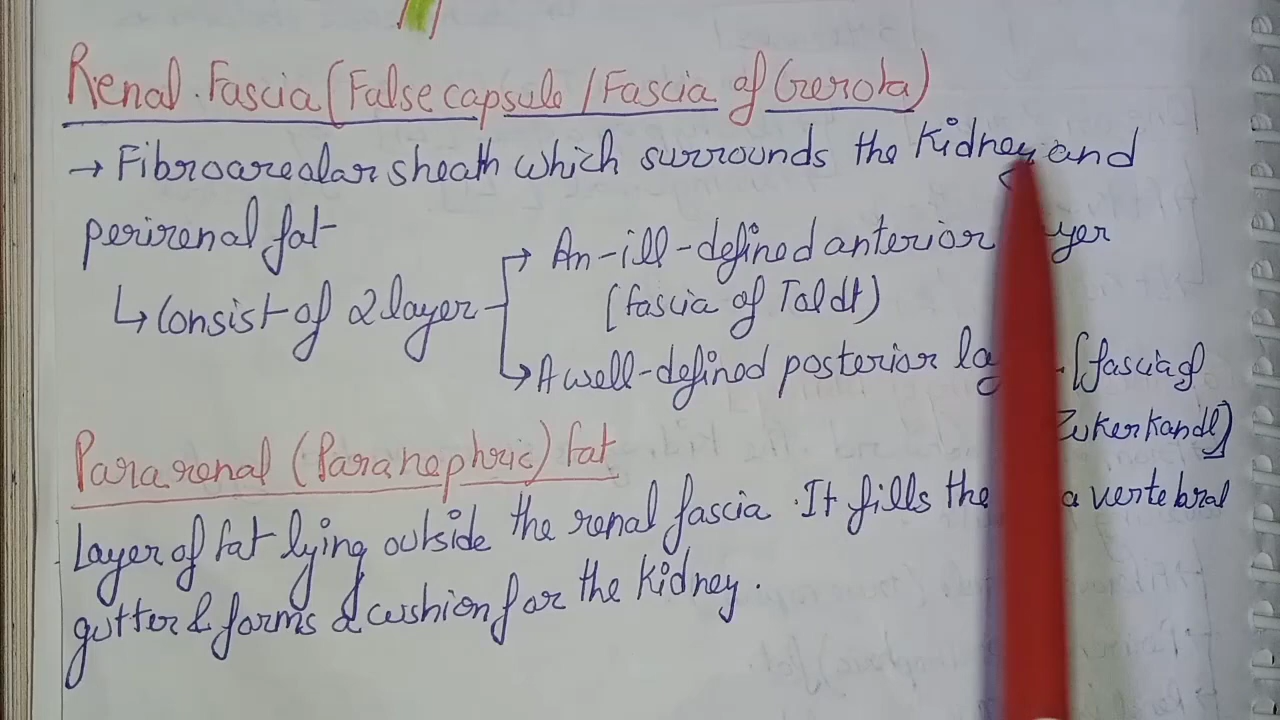 Renal Fascia (False capsule / Fascia of Gerota)
→ Fibroareolar sheath which surrounds the kidney and
perirenal fat
↳ Consist of 2 layer
→ An-ill-defined anterior
(fascia of Taldt)
→ A well-defined posterior [fascia of
Zukerkandl]
Pararenal (Paranephric) fat
Layer of fat lying outside the renal fascia. It fills the vertebral
gutter & forms a cushion for the kidney.